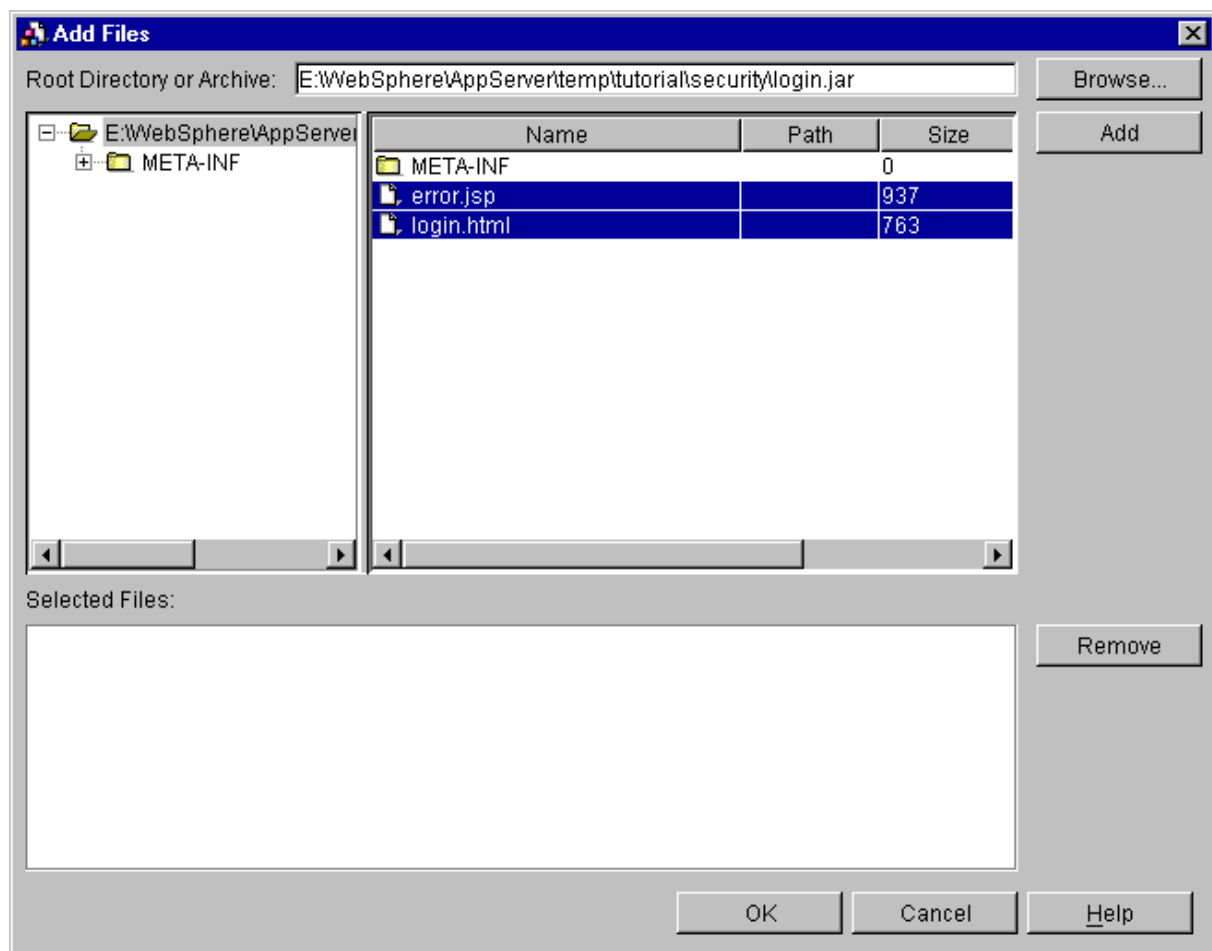 Add Files
Root Directory or Archive: E:\WebSphere\AppServer\temp\tutorial\security\login.jar Browse...
E:\WebSphere\AppServer
META-INF
Name Path Size
META-INF 0
error.jsp 937
login.html 763
Add
Selected Files:
Remove
OK Cancel Help